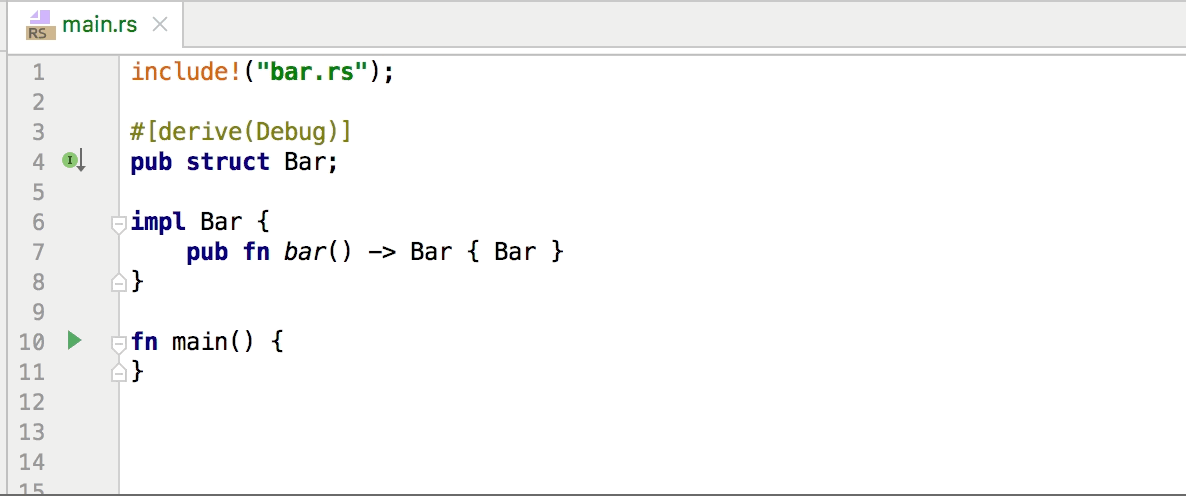 main.rs
RS
1 include!("bar.rs");
2
3 #[derive(Debug)]
4 I pub struct Bar;
5
6 impl Bar {
7     pub fn bar() -> Bar { Bar }
8 }
9
10 fn main() {
11 }
12
13
14
15